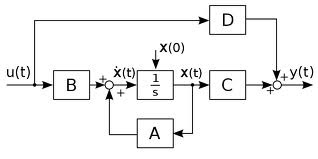 D
x(0)
u(t)
B
+
+
ẋ(t)
1
s
x(t)
C
+
+
y(t)
A